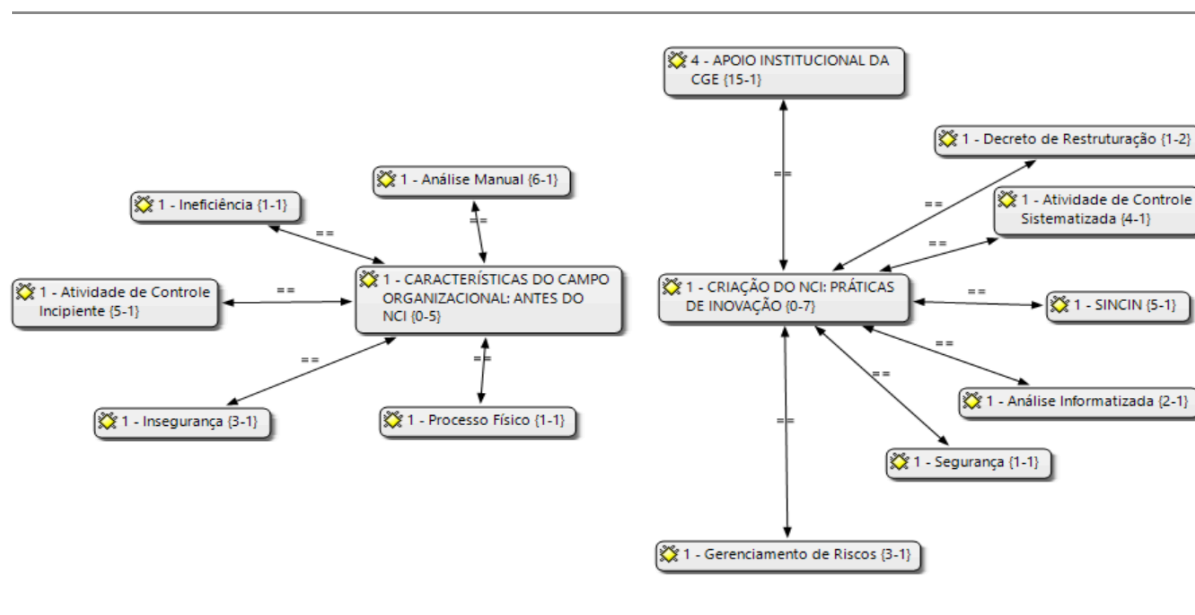 4 - APOIO INSTITUCIONAL DA
CGE {15-1}
==
1 - Decreto de Restruturação {1-2}
==
1 - Análise Manual {6-1}
==
1 - Ineficiência {1-1}
==
1 - Atividade de Controle
Sistematizada {4-1}
==
1 - Atividade de Controle
Incipiente {5-1}
==
1 - CARACTERÍSTICAS DO CAMPO
ORGANIZACIONAL: ANTES DO
NCI {0-5}
1 - CRIAÇÃO DO NCI: PRÁTICAS
DE INOVAÇÃO {0-7}
==
1 - SINCIN {5-1}
==
1 - Insegurança {3-1}
==
1 - Processo Físico {1-1}
==
1 - Análise Informatizada {2-1}
==
1 - Segurança {1-1}
==
1 - Gerenciamento de Riscos {3-1}